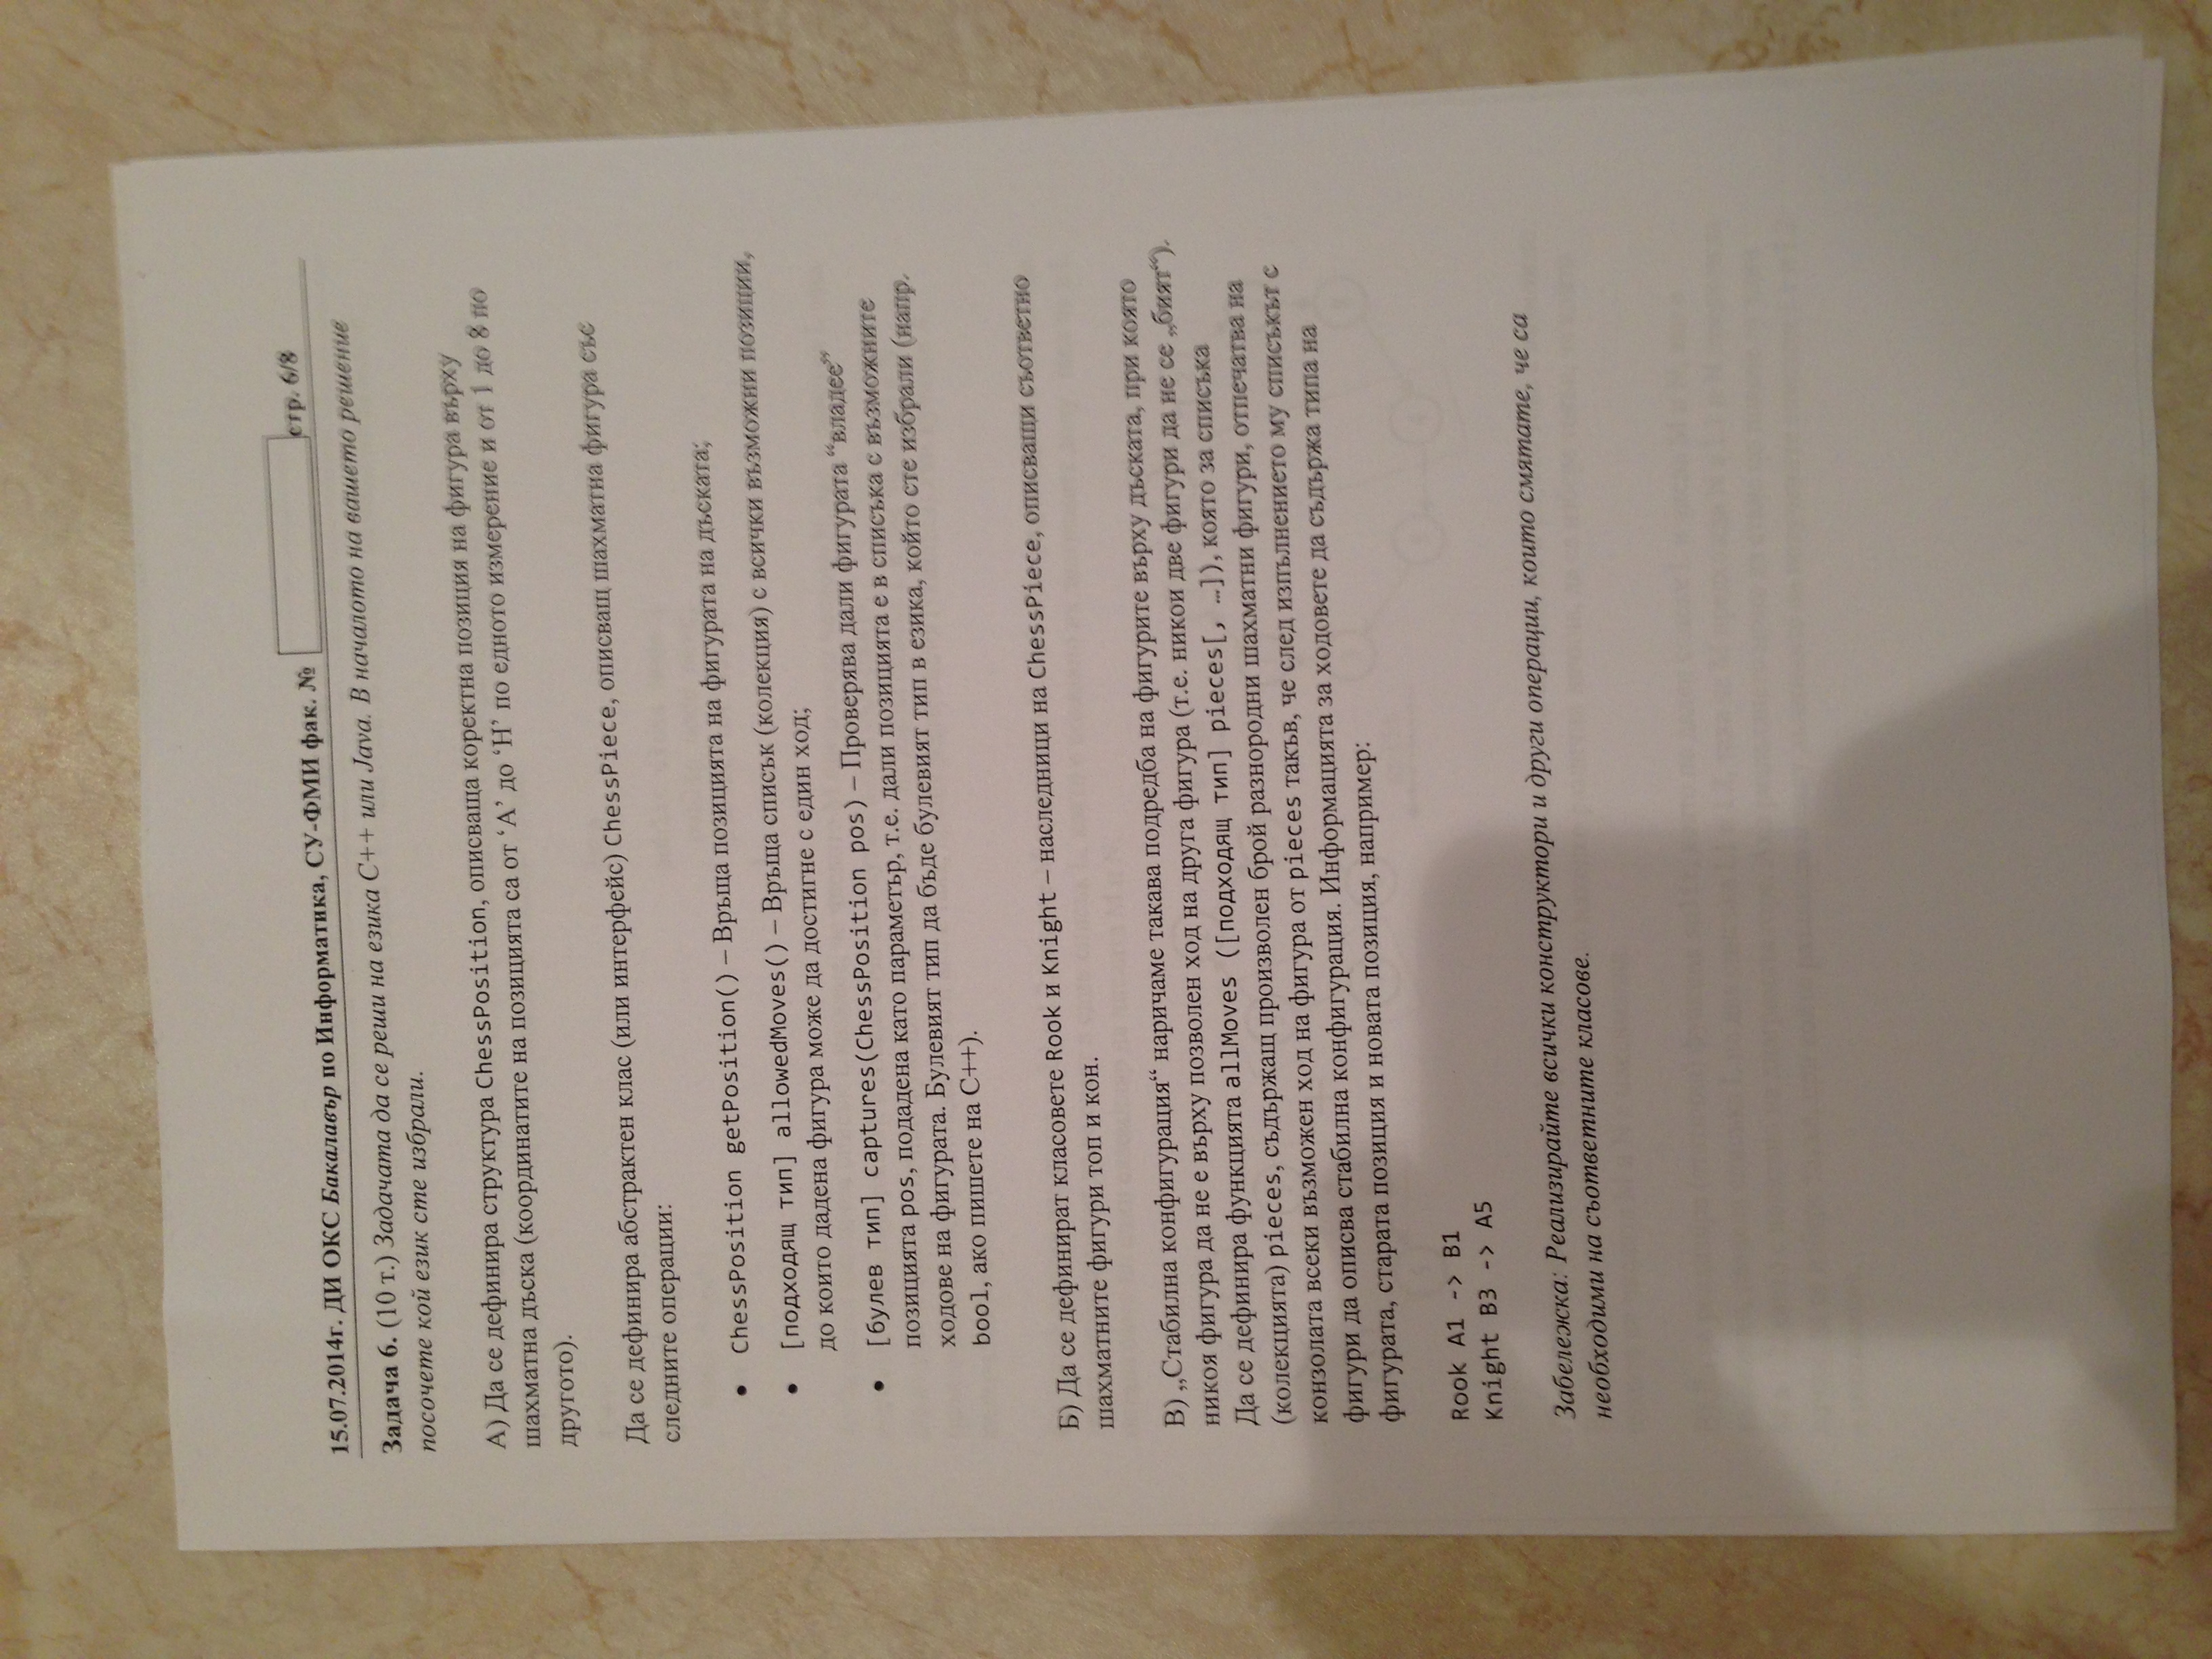 15.07.2014г. ДИ ОКС Бакалавър по Информатика, СУ-ФМИ фак. № стр. 6/8
Задача 6. (10 т.) Задачата да се реши на езика C++ или Java. В началото на вашето решение
посочете кой език сте избрали.
А) Да се дефинира структура ChessPosition, описваща коректна позиция на фигура върху
шахматна дъска (координатите на позицията са от ‘A’ до ‘H’ по едното измерение и от 1 до 8 по
другото).
Да се дефинира абстрактен клас (или интерфейс) ChessPiece, описващ шахматна фигура със
следните операции:
• ChessPosition getPosition() – Връща позицията на фигурата на дъската;
• [подходящ тип] allowedMoves() – Връща списък (колекция) с всички възможни позиции,
до които дадена фигура може да достигне с един ход;
• [булев тип] captures(ChessPosition pos) – Проверява дали фигурата “владее”
позицията pos, подадена като параметър, т.е. дали позицията е в списъка с възможните
ходове на фигурата. Булевият тип да бъде булевият тип в езика, който сте избрали (напр.
bool, ако пишете на C++).
Б) Да се дефинират класовете Rook и Knight – наследници на ChessPiece, описващи съответно
шахматните фигури топ и кон.
В) „Стабилна конфигурация“ наричаме такава подредба на фигурите върху дъската, при която
никоя фигура да не е върху позволен ход на друга фигура (т.е. никои две фигури да не се „бият“).
Да се дефинира функцията allMoves ([подходящ тип] pieces[, …]), която за списъка
(колекцията) pieces, съдържащ произволен брой разнородни шахматни фигури, отпечатва на
конзолата всеки възможен ход на фигура от pieces такъв, че след изпълнението му списъкът с
фигури да описва стабилна конфигурация. Информацията за ходовете да съдържа типа на
фигурата, старата позиция и новата позиция, например:
Rook A1 -> B1
Knight B3 -> A5
Забележка: Реализирайте всички конструктори и други операции, които смятате, че са
необходими на съответните класове.